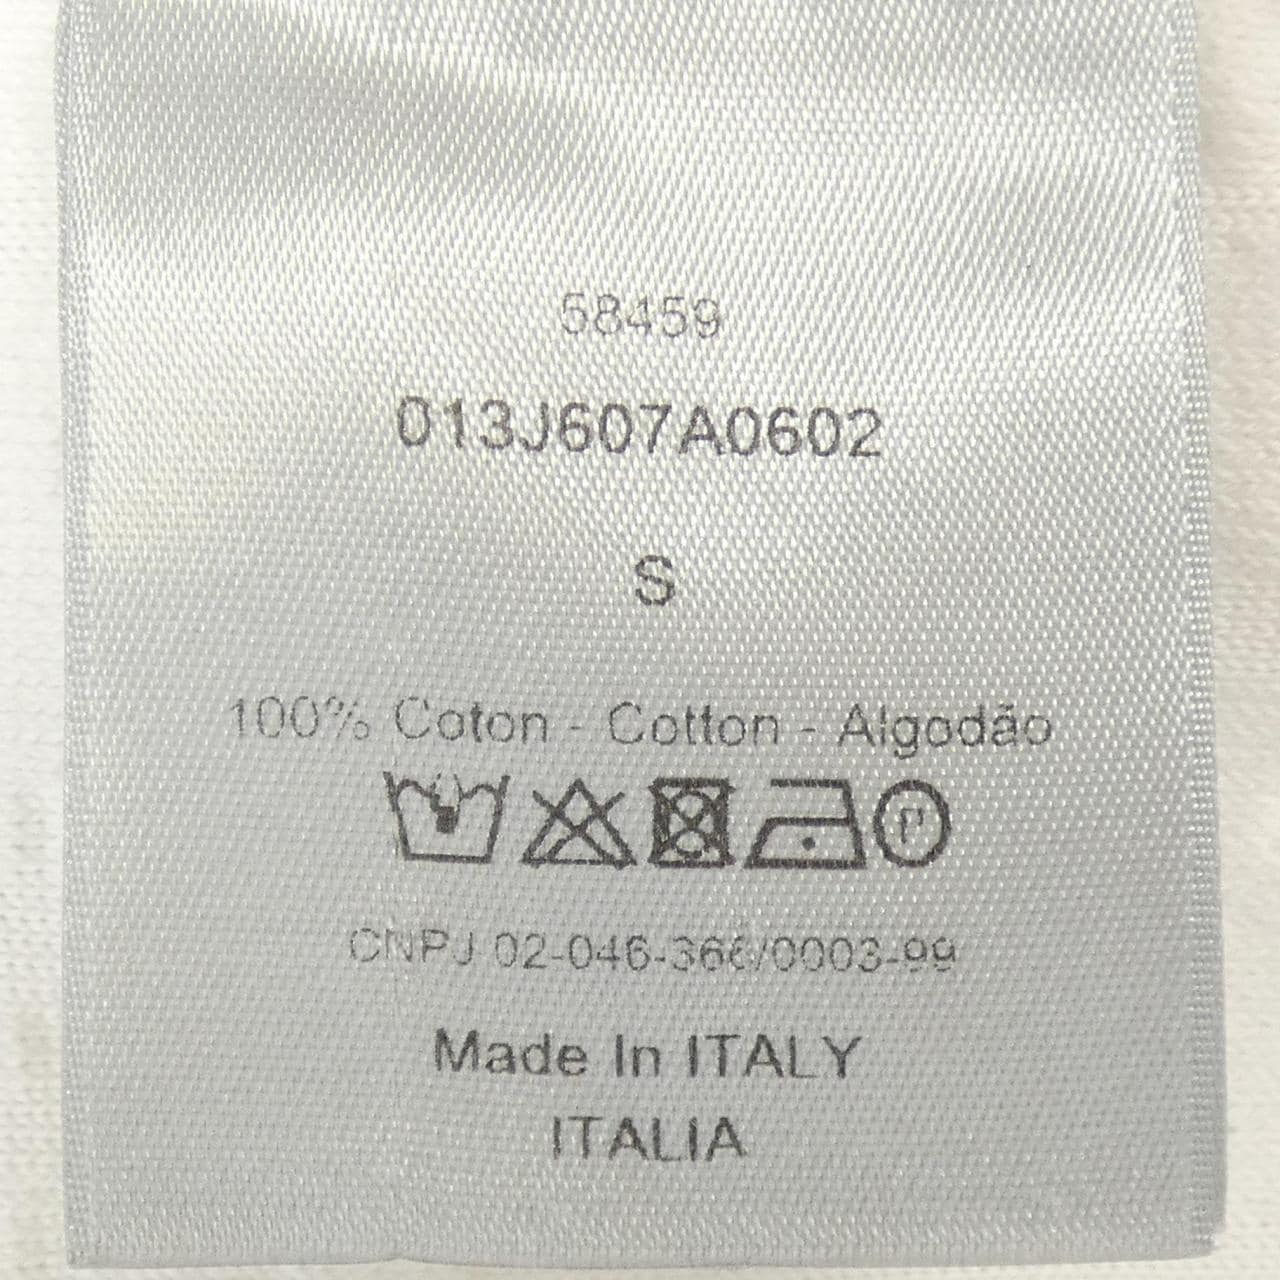 58459
013J607A0602
S
100% Coton - Cotton - Algodão
P
CNPJ 02-046-366/0003-99
Made In ITALY
ITALIA